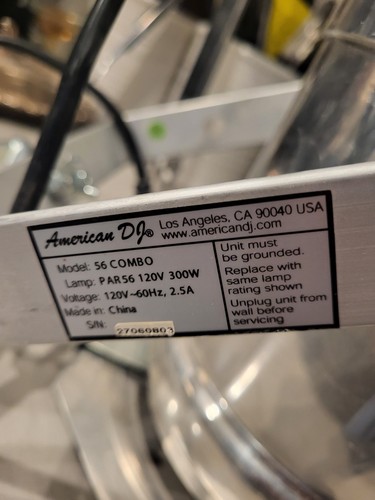 American DJ®
Los Angeles, CA 90040 USA
www.americandj.com
Model: 56 COMBO
Lamp: PAR56 120V 300W
Voltage: 120V~60Hz, 2.5A
Made in: China
S/N: 27060803
Unit must
be grounded.
Replace with
same lamp
rating shown
Unplug unit from
wall before
servicing